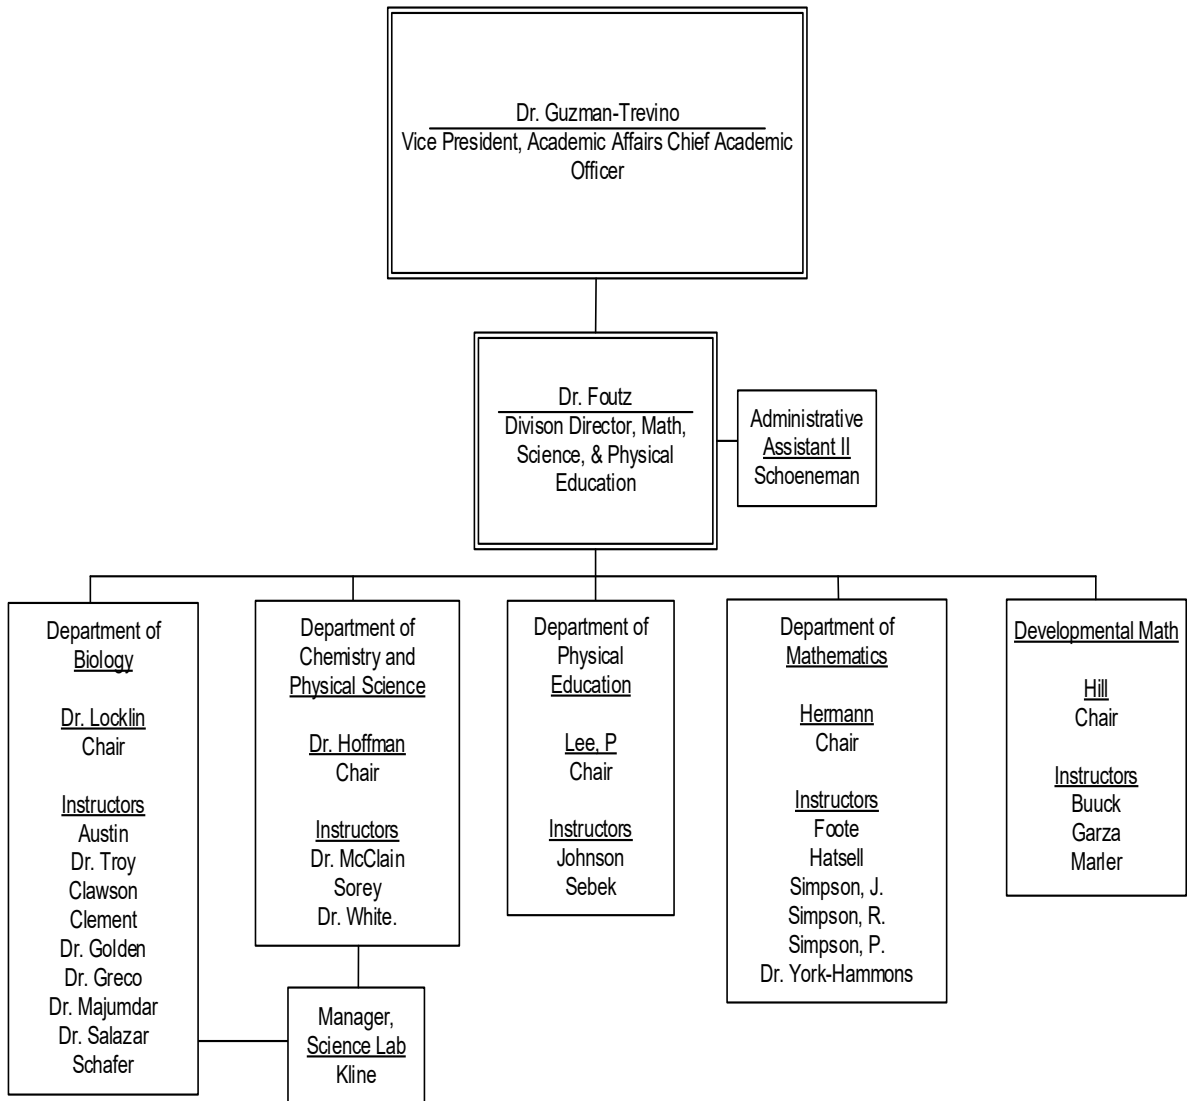 Dr. Guzman-Trevino
Vice President, Academic Affairs Chief Academic
Officer
Dr. Foutz
Divison Director, Math,
Science, & Physical
Education
Administrative
Assistant II
Schoeneman
Department of
Biology
Dr. Locklin
Chair
Instructors
Austin
Dr. Troy
Clawson
Clement
Dr. Golden
Dr. Greco
Dr. Majumdar
Dr. Salazar
Schafer
Department of
Chemistry and
Physical Science
Dr. Hoffman
Chair
Instructors
Dr. McClain
Sorey
Dr. White.
Manager,
Science Lab
Kline
Department of
Physical
Education
Lee, P
Chair
Instructors
Johnson
Sebek
Department of
Mathematics
Hermann
Chair
Instructors
Foote
Hatsell
Simpson, J.
Simpson, R.
Simpson, P.
Dr. York-Hammons
Developmental Math
Hill
Chair
Instructors
Buuck
Garza
Marler